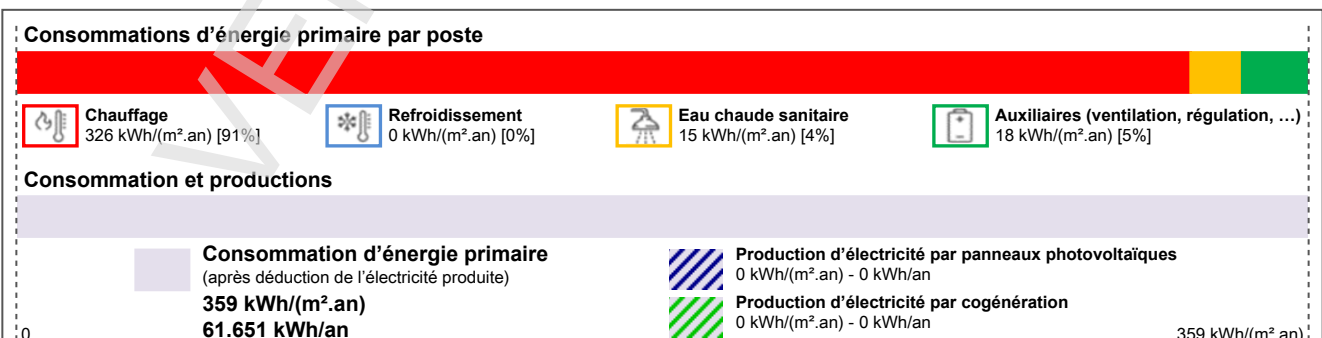 Consommations d'énergie primaire par poste
Chauffage
326 kWh/(m².an) [91%]
Refroidissement
0 kWh/(m².an) [0%]
Eau chaude sanitaire
15 kWh/(m².an) [4%]
Auxiliaires (ventilation, régulation, …)
18 kWh/(m².an) [5%]
Consommation et productions
Consommation d'énergie primaire
(après déduction de l'électricité produite)
359 kWh/(m².an)
61.651 kWh/an
Production d'électricité par panneaux photovoltaïques
0 kWh/(m².an) - 0 kWh/an
Production d'électricité par cogénération
0 kWh/(m².an) - 0 kWh/an
0
359 kWh/(m².an)